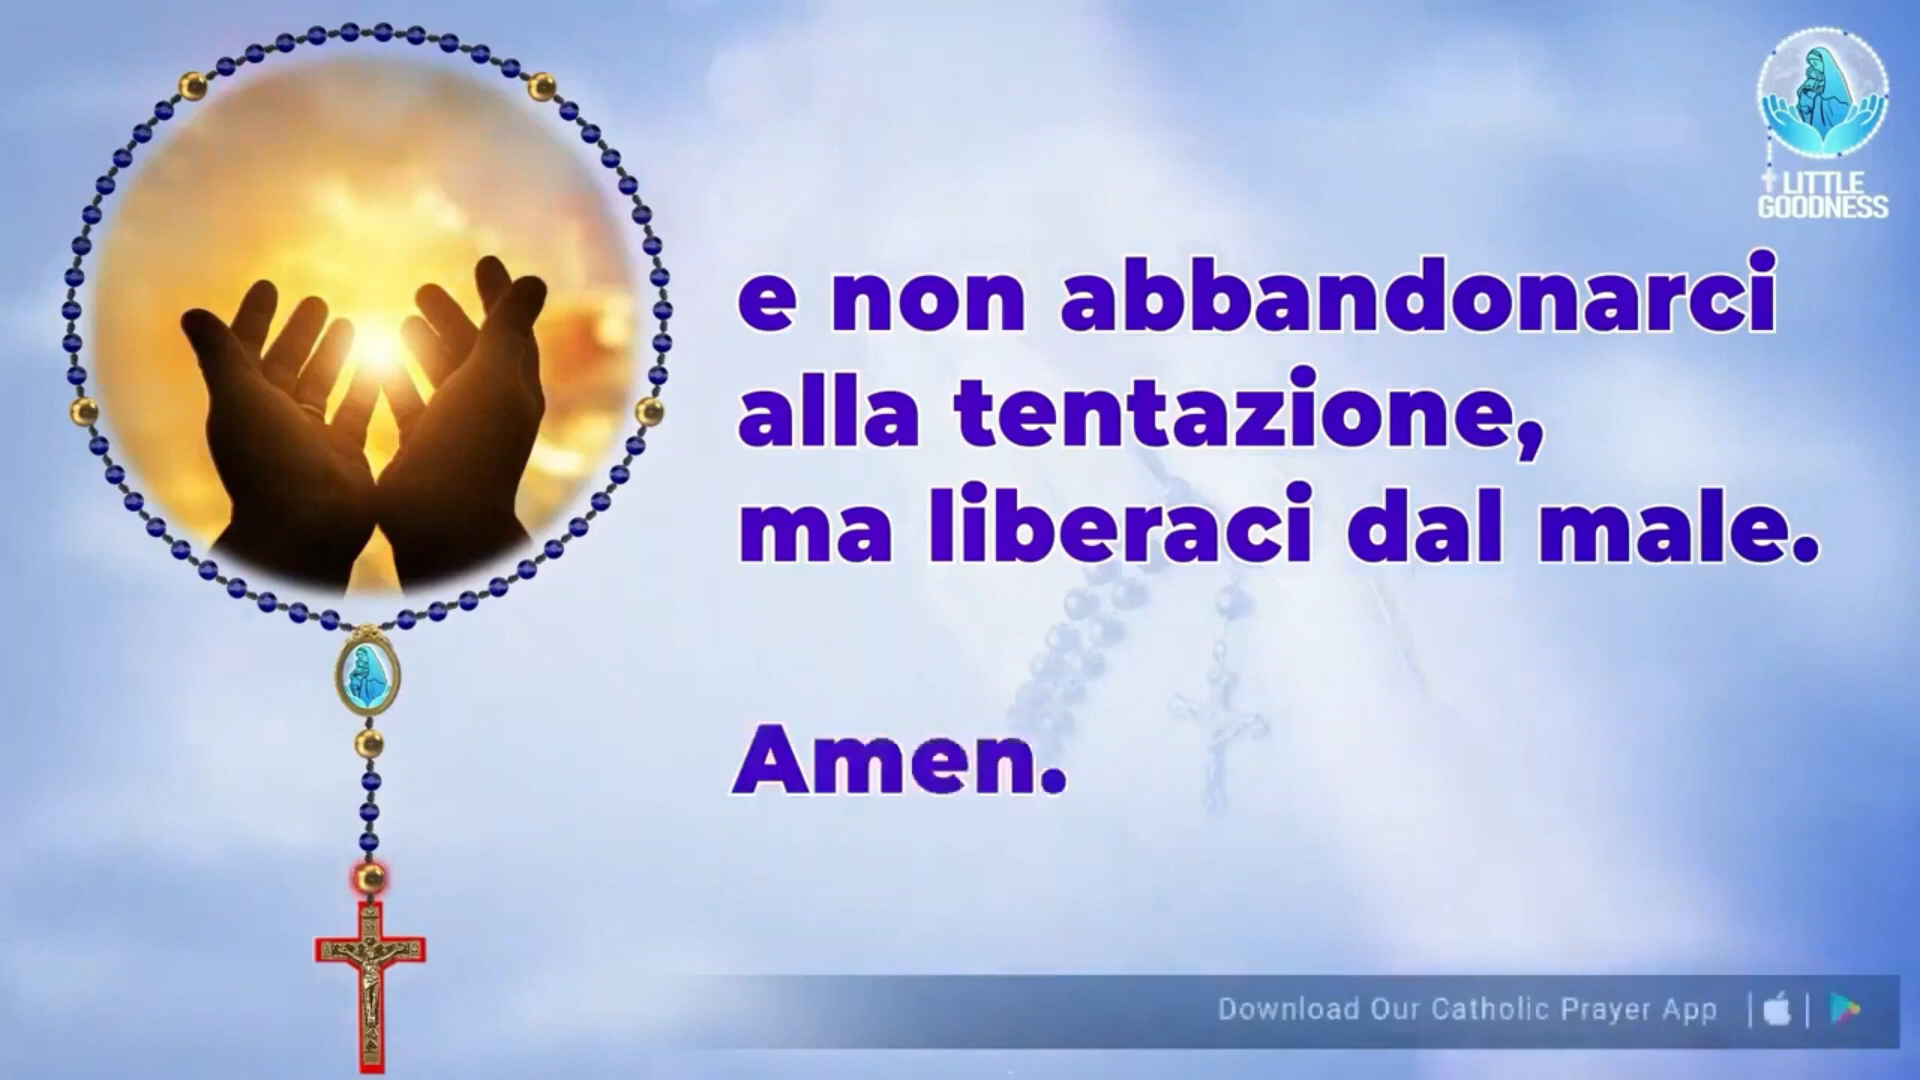 LITTLE
GOODNESS
e non abbandonarci
alla tentazione,
ma liberaci dal male.
Amen.
Download Our Catholic Prayer App